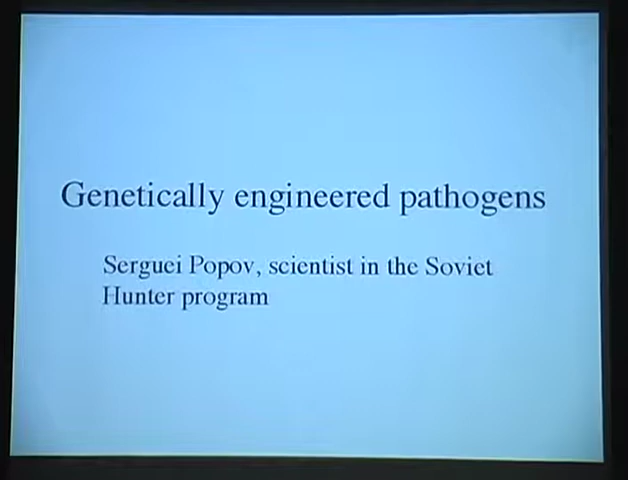 Genetically engineered pathogens
Serguei Popov, scientist in the Soviet
Hunter program